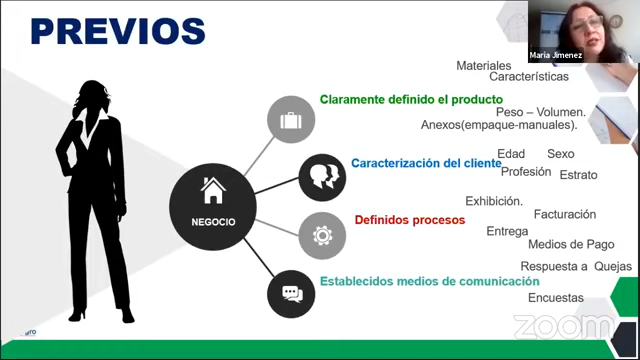 PREVIOS
Maria Jimenez
Materiales
Características
Claramente definido el producto
Peso – Volumen.
Anexos(empaque-manuales).
Caracterización del cliente
Edad Sexo
Profesión Estrato
NEGOCIO
Exhibición.
Definidos procesos
Facturación
Entrega
Medios de Pago
Respuesta a Quejas
Establecidos medios de comunicación
Encuestas
zoom